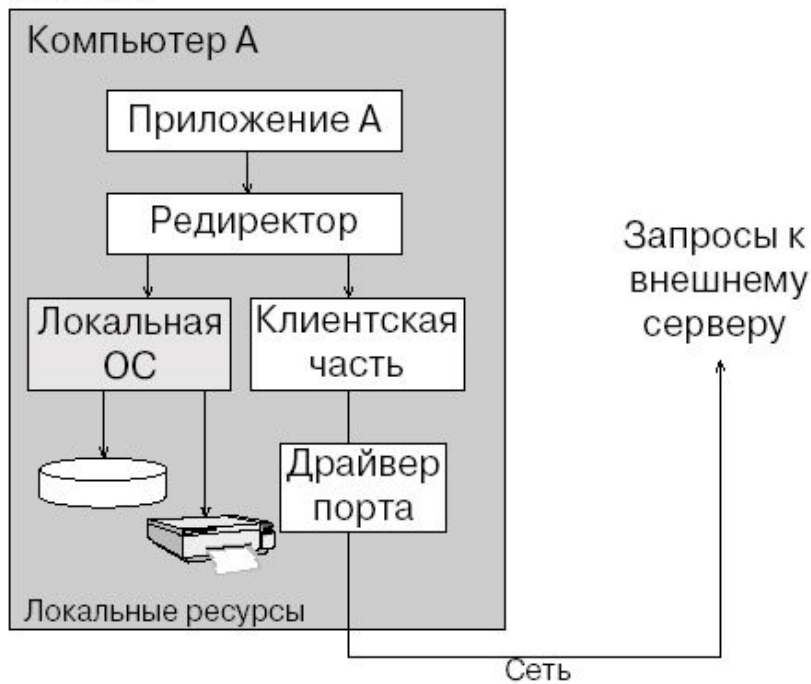 Компьютер А
Приложение А
Редиректор
Локальная
ОС
Клиентская
часть
Драйвер
порта
Локальные ресурсы
Запросы к
внешнему
серверу
Сеть